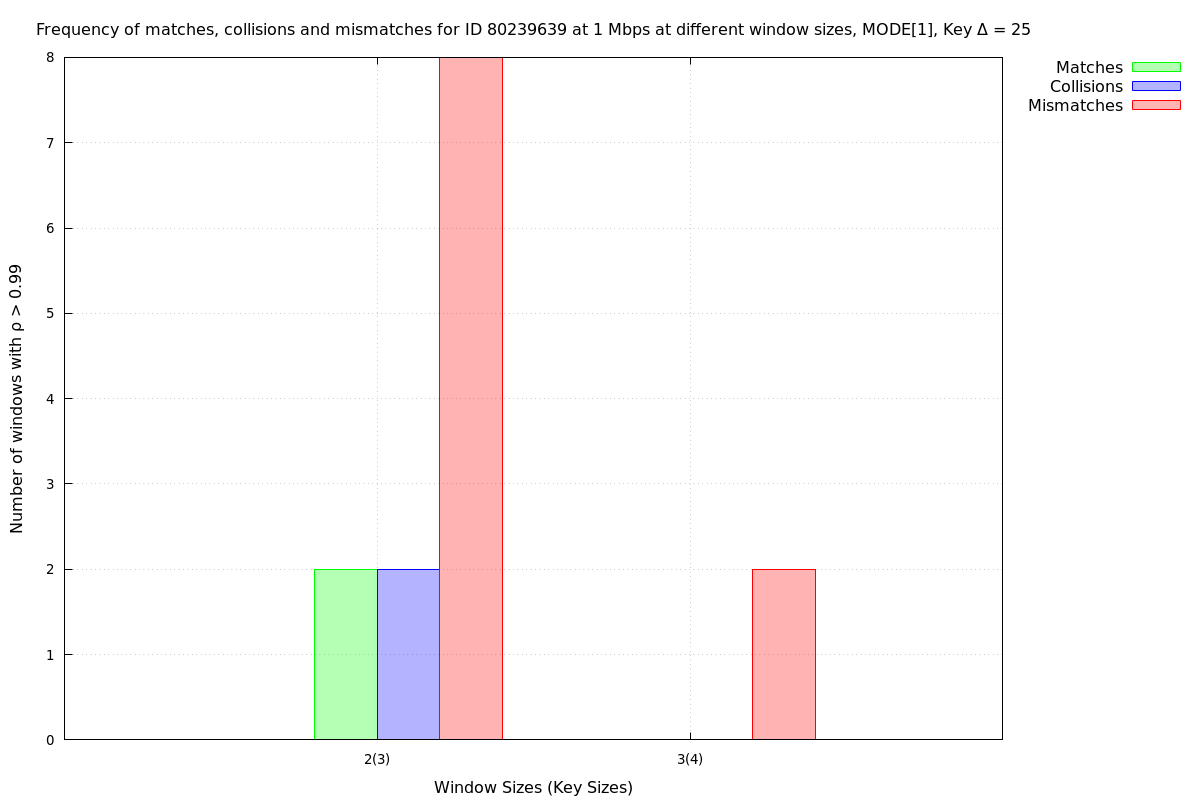 Frequency of matches, collisions and mismatches for ID 80239639 at 1 Mbps at different window sizes, MODE[1], Key Δ = 25
Matches
Collisions
Mismatches
Number of windows with ρ > 0.99
8
7
6
5
4
3
2
1
0
2(3)
3(4)
Window Sizes (Key Sizes)